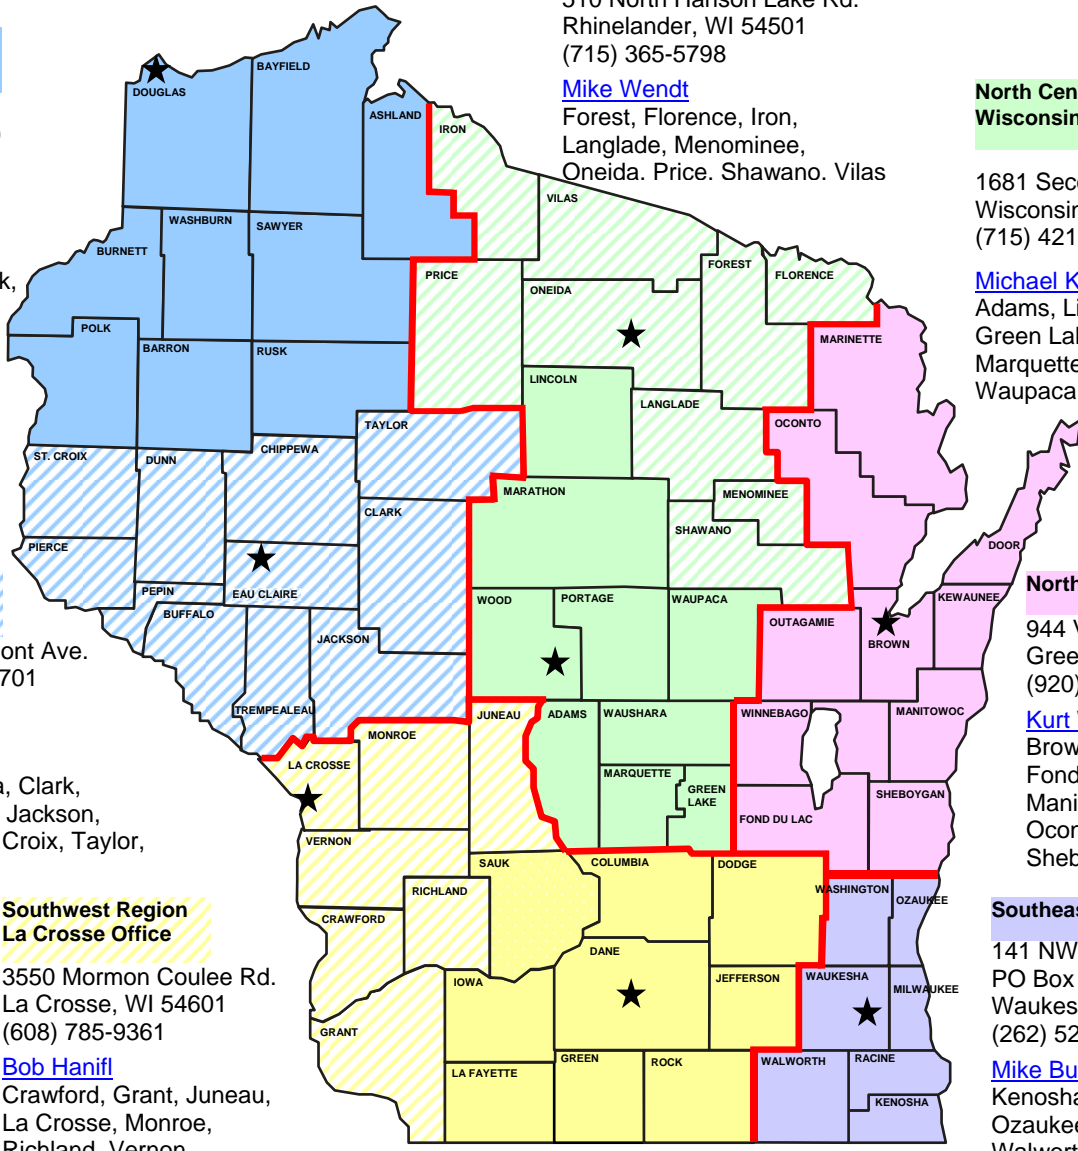 Rhinelander, WI 54501
(715) 365-5798
Mike Wendt
Forest, Florence, Iron,
Langlade, Menominee,
Oneida, Price, Shawano, Vilas
North Cen
Wisconsin
1681 Sec
Wisconsin
(715) 421
Michael K
Adams, Li
Green Lak
Marquette
Waupaca
DOUGLAS
BAYFIELD
ASHLAND
IRON
VILAS
WASHBURN
SAWYER
BURNETT
PRICE
ONEIDA
FOREST
FLORENCE
k,
POLK
BARRON
RUSK
MARINETTE
LINCOLN
LANGLADE
TAYLOR
OCONTO
ST. CROIX
DUNN
CHIPPEWA
MARATHON
MENOMINEE
CLARK
SHAWANO
PIERCE
DOOR
PEPIN
EAU CLAIRE
WOOD
PORTAGE
WAUPACA
KEWAUNEE
BUFFALO
OUTAGAMIE
JACKSON
BROWN
North
944 V
Gree
(920)
Kurt
Brow
Fond
Mani
Ocon
Sheb
ont Ave.
701
TREMPEALEAU
JUNEAU
ADAMS
WAUSHARA
WINNEBAGO
MANITOWOC
MONROE
LA CROSSE
MARQUETTE
GREEN
LAKE
SHEBOYGAN
FOND DU LAC
a, Clark,
Jackson,
Croix, Taylor,
VERNON
SAUK
COLUMBIA
DODGE
RICHLAND
WASHINGTON
OZAUKEE
CRAWFORD
Southwest Region
La Crosse Office
3550 Mormon Coulee Rd.
La Crosse, WI 54601
(608) 785-9361
Bob Hanifl
Crawford, Grant, Juneau,
La Crosse, Monroe,
Richland, Vernon
DANE
IOWA
JEFFERSON
WAUKESHA
MILWAUKEE
GRANT
GREEN
ROCK
WALWORTH
RACINE
LA FAYETTE
KENOSHA
Southeas
141 NW
PO Box
Waukes
(262) 52
Mike Bu
Kenosha
Ozaukee
Walwort